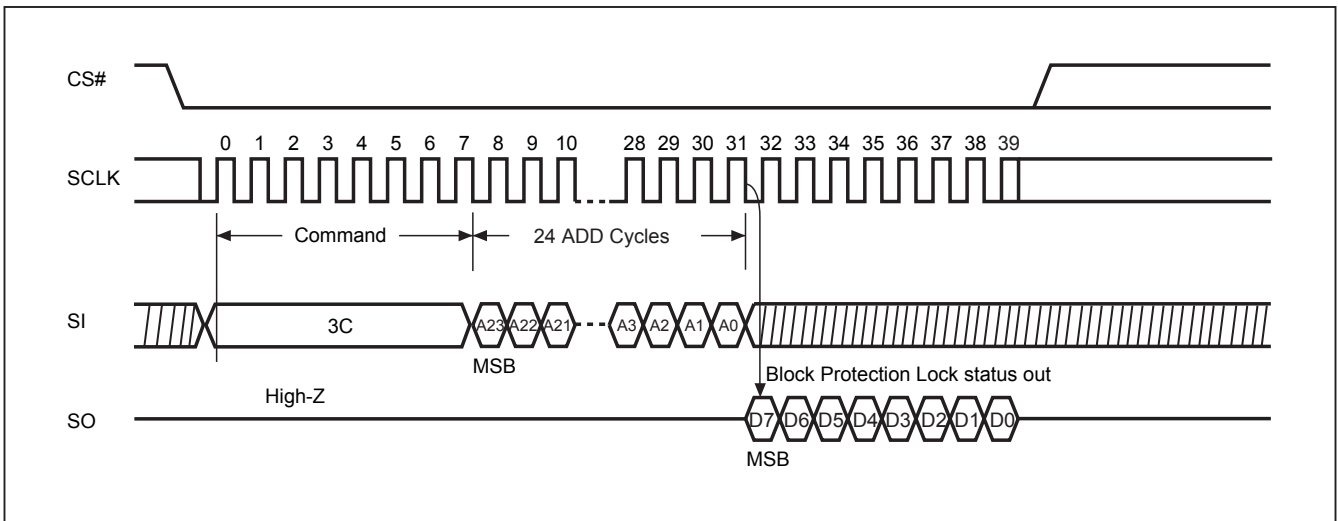 CS#
0 1 2 3 4 5 6 7 8 9 10 28 29 30 31 32 33 34 35 36 37 38 39
SCLK
Command 24 ADD Cycles
SI 3C A23 A22 A21 A3 A2 A1 A0
MSB
Block Protection Lock status out
High-Z
SO D7 D6 D5 D4 D3 D2 D1 D0
MSB